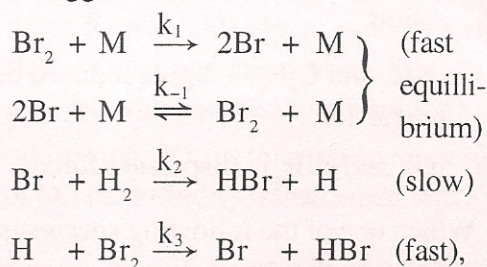 Br₂ + M k₁→ 2Br + M (fast
equilli-
2Br + M k₋₁⇌ Br₂ + M brium)
Br + H₂ k₂→ HBr + H (slow)
H + Br₂ k₃→ Br + HBr (fast),